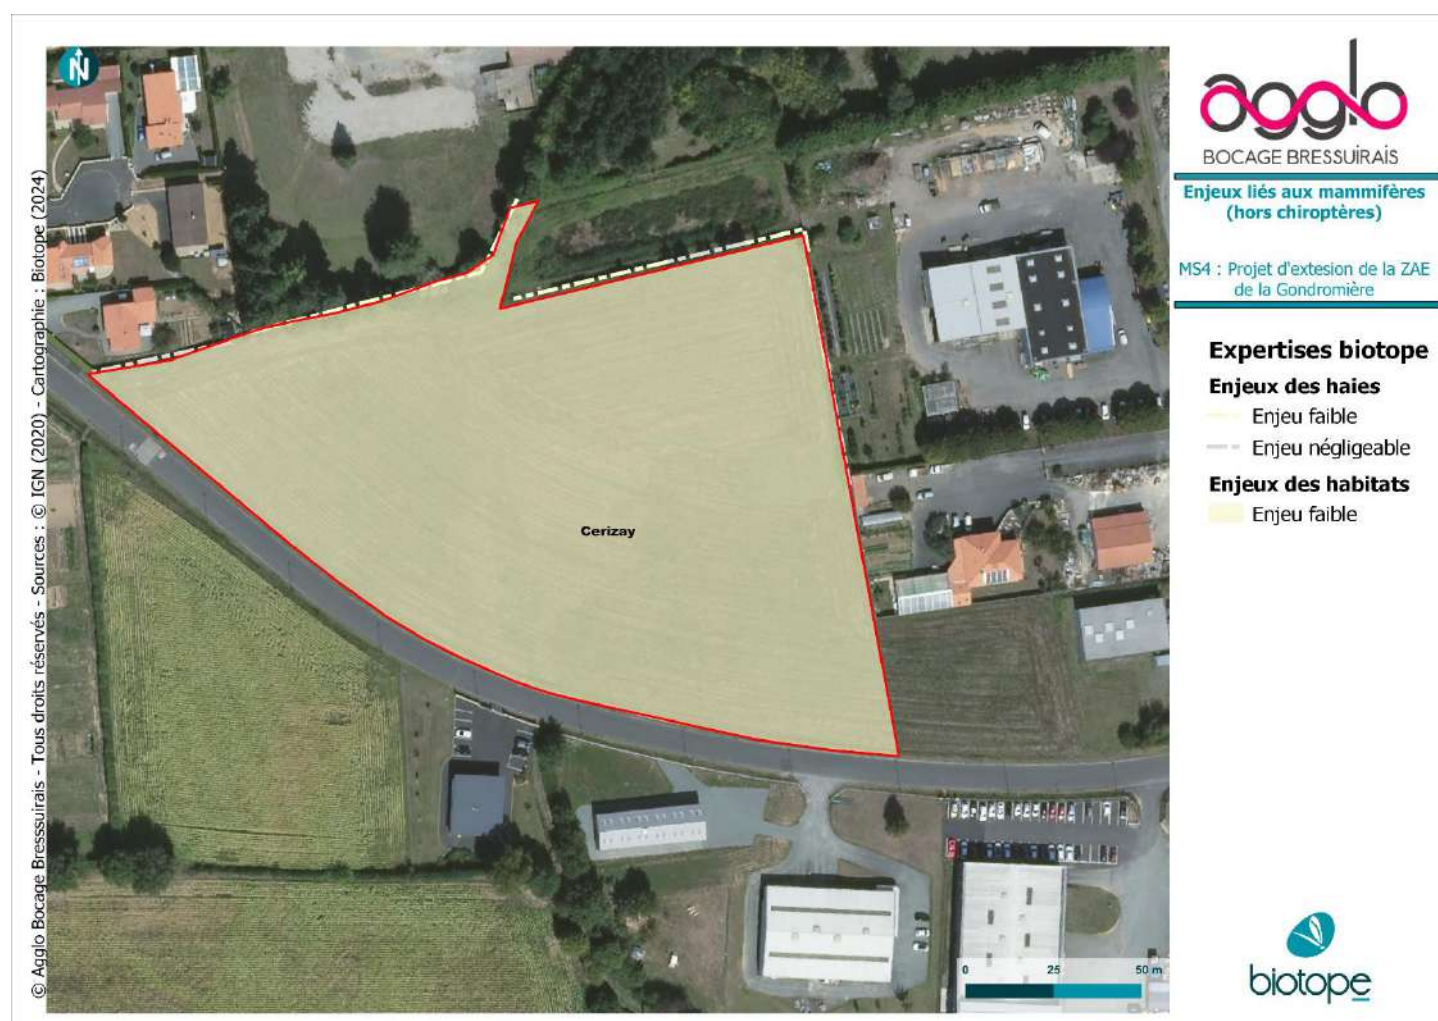 N
agglo
BOCAGE BRESSUIRAIS
Enjeux liés aux mammifères
(hors chiroptères)
MS4 : Projet d'extesion de la ZAE
de la Gondromière
Expertises biotope
Enjeux des haies
Enjeu faible
Enjeu négligeable
Enjeux des habitats
Enjeu faible
Cerizay
0 25 50 m
biotope
© Agglo Bocage Bresssuirais - Tous droits réservés - Sources : © IGN (2020) - Cartographie : Biotope (2024)